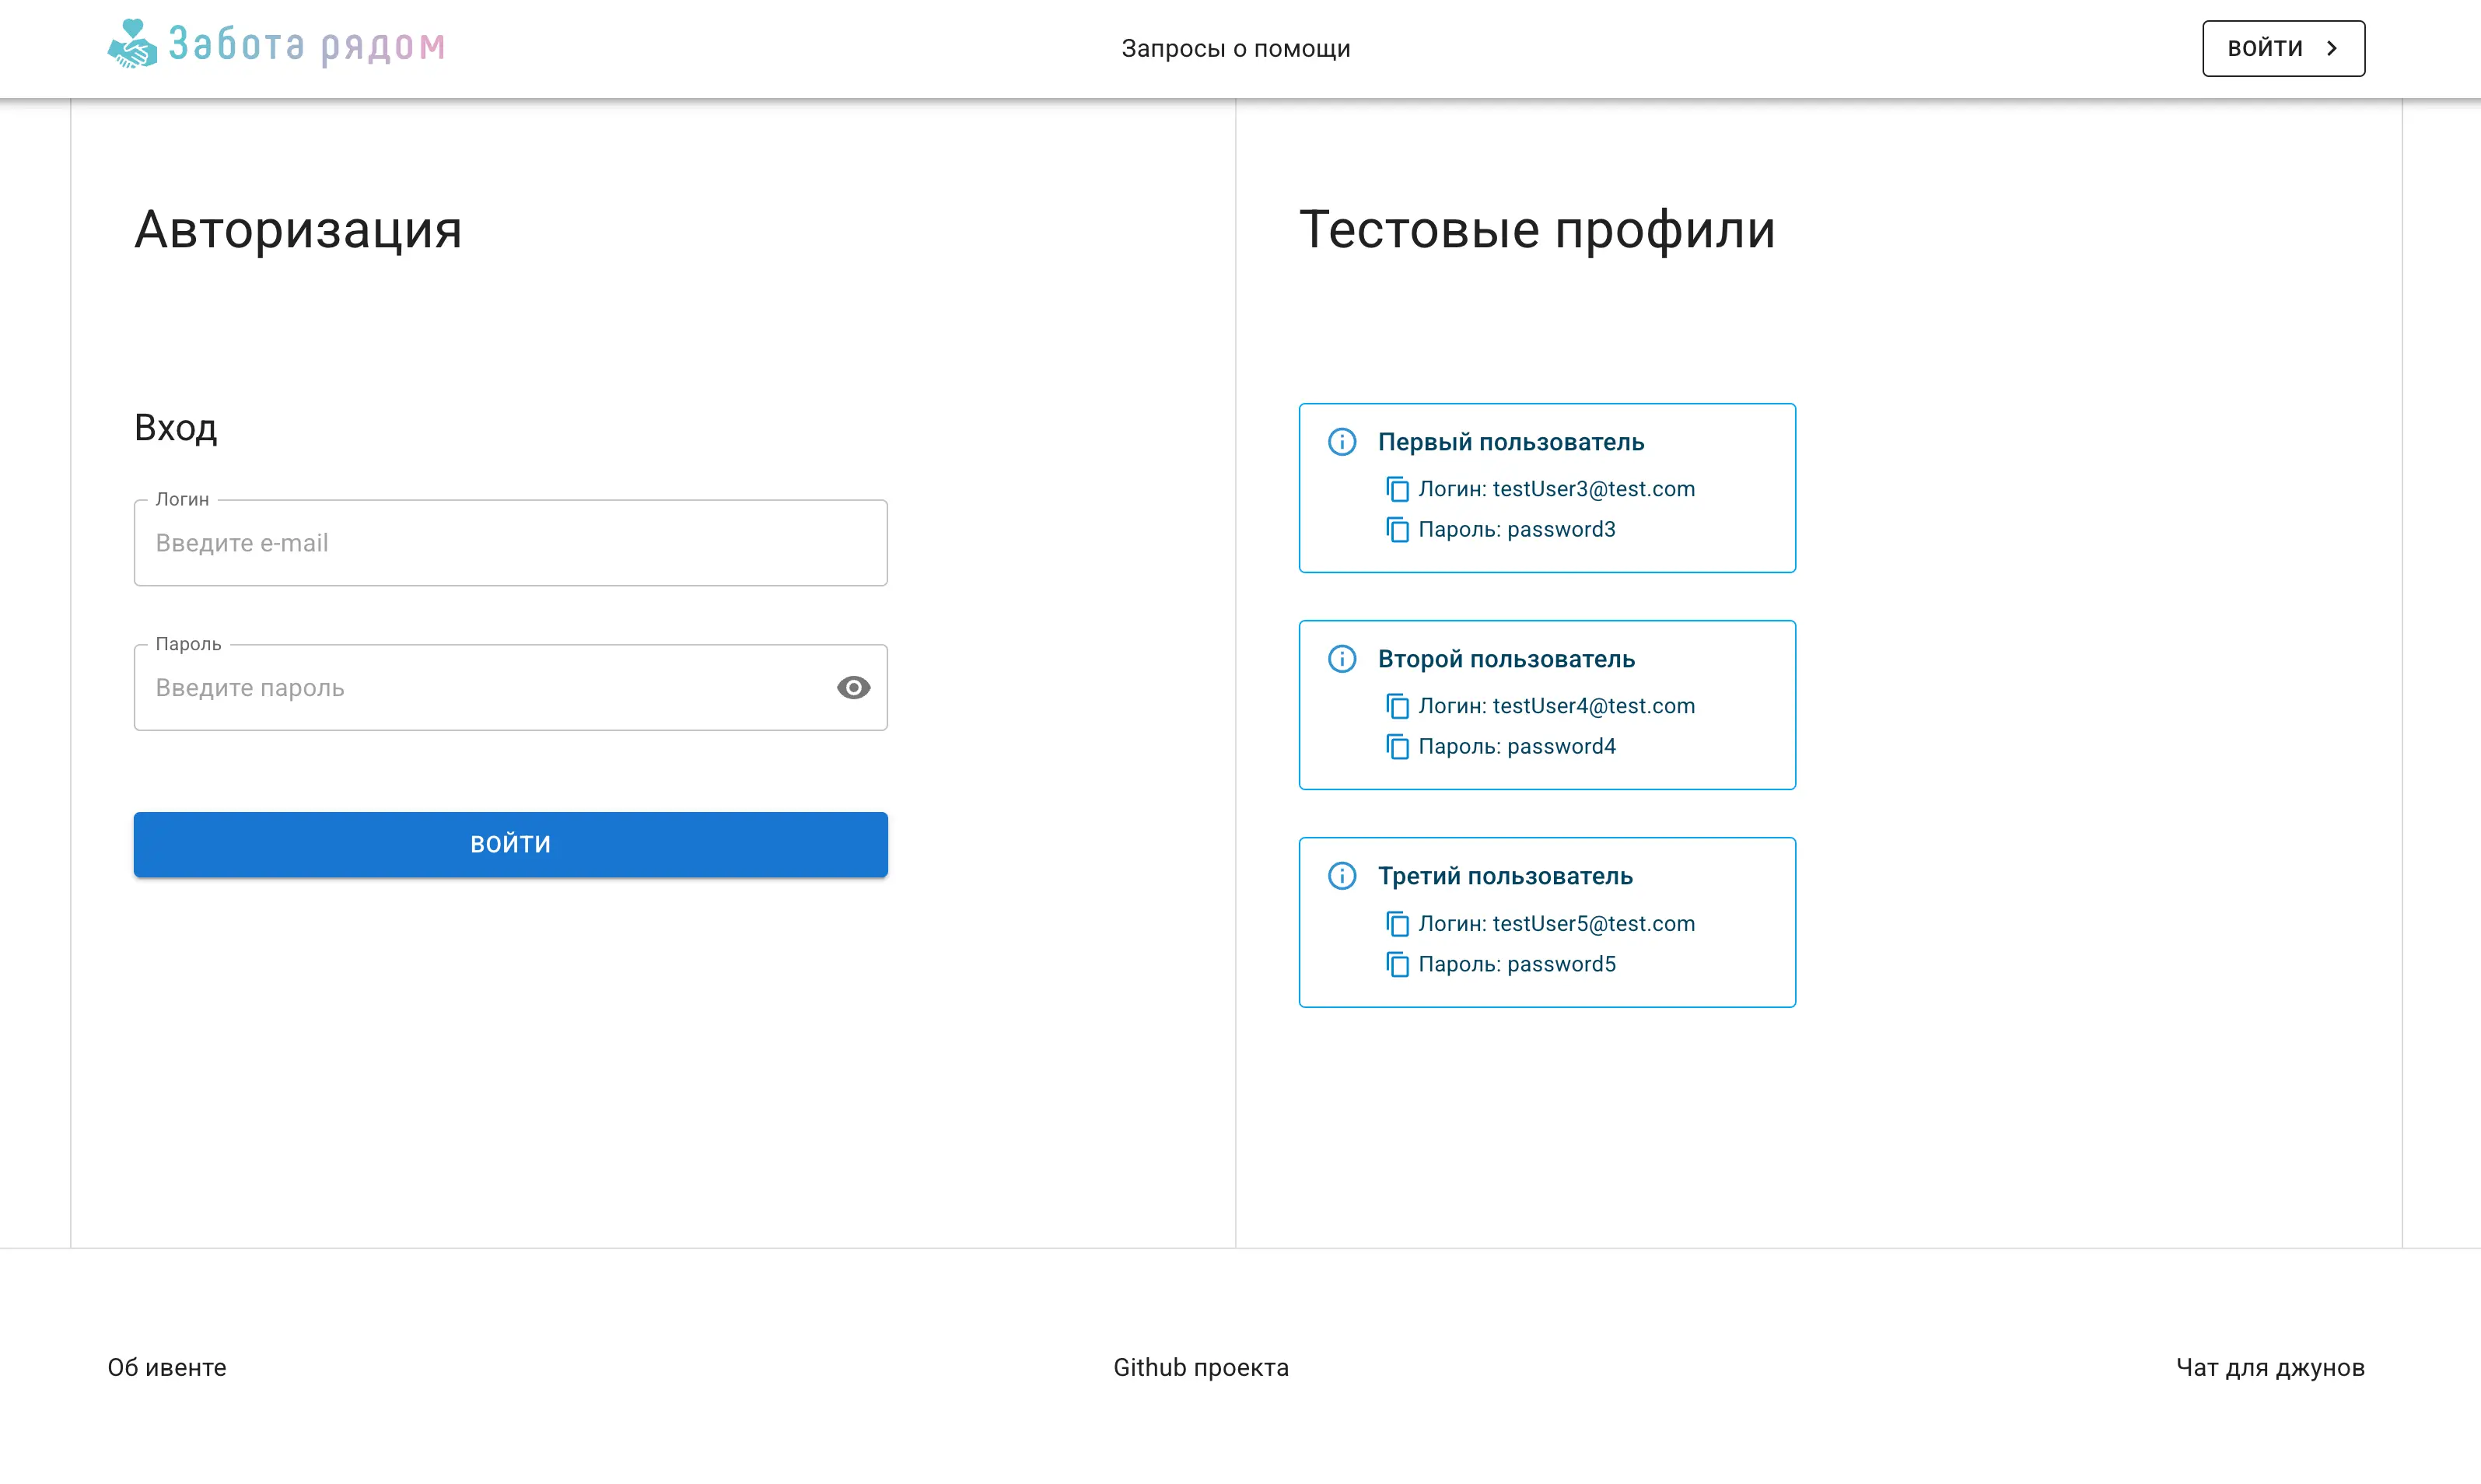 Забота рядом
Запросы о помощи
ВОЙТИ
Авторизация
Вход
Логин
Введите e-mail
Пароль
Введите пароль
ВОЙТИ
Тестовые профили
Первый пользователь
Логин: testUser3@test.com
Пароль: password3
Второй пользователь
Логин: testUser4@test.com
Пароль: password4
Третий пользователь
Логин: testUser5@test.com
Пароль: password5
Об ивенте
Github проекта
Чат для джунов